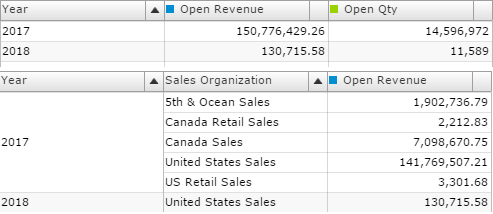 Year Open Revenue Open Qty
2017 150,776,429.26 14,596,972
2018 130,715.58 11,589
Year Sales Organization Open Revenue
5th & Ocean Sales 1,902,736.79
Canada Retail Sales 2,212.83
2017 Canada Sales 7,098,670.75
United States Sales 141,769,507.21
US Retail Sales 3,301.68
2018 United States Sales 130,715.58